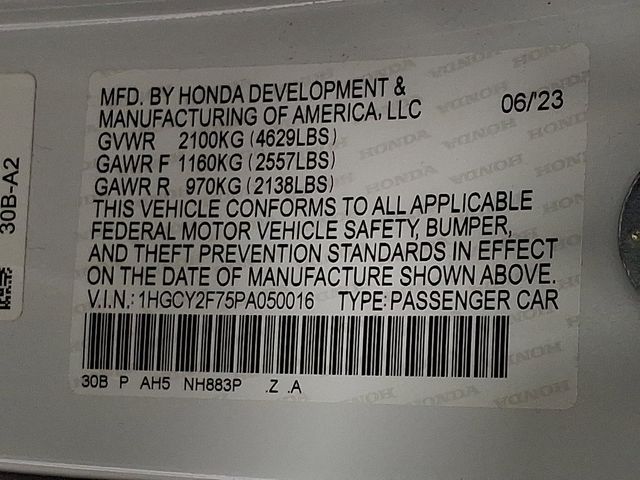 MFD. BY HONDA DEVELOPMENT &
MANUFACTURING OF AMERICA, LLC 06/'23
GVWR 2100KG (4629LBS)
GAWR F 1160KG (2557LBS)
GAWR R 970KG (2138LBS)
THIS VEHICLE CONFORMS TO ALL APPLICABLE
FEDERAL MOTOR VEHICLE SAFETY, BUMPER,
AND THEFT PREVENTION STANDARDS IN EFFECT
ON THE DATE OF MANUFACTURE SHOWN ABOVE.
V.I.N.: 1HGCY2F75PA050016 TYPE: PASSENGER CAR
30B P AH5 NH883P .Z .A
30B-A2